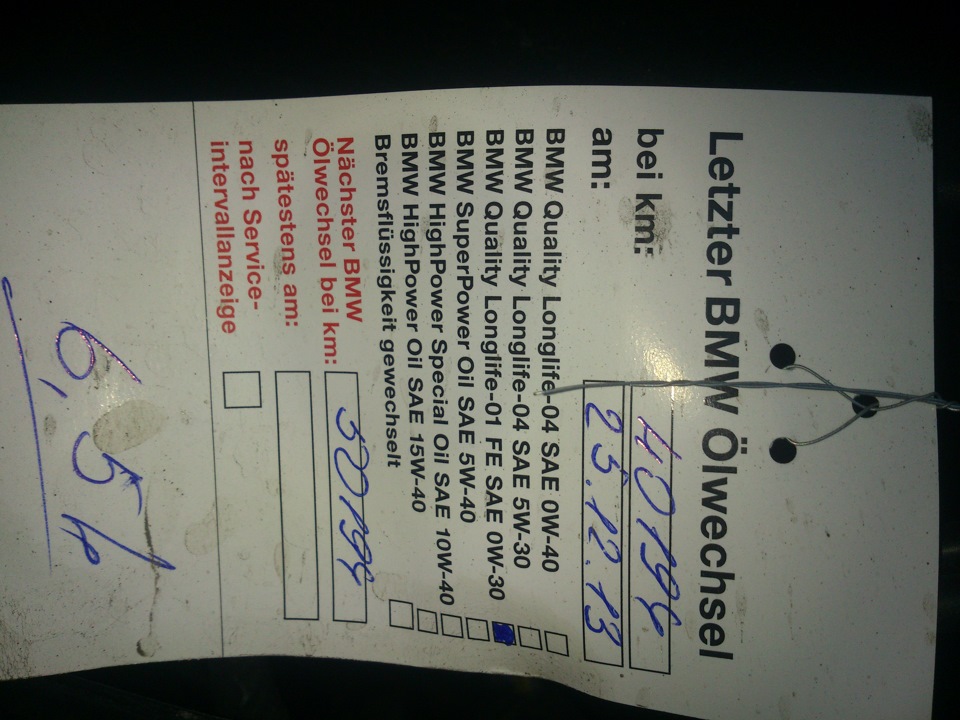 Letzter BMW Ölwechsel
bei km: 40194
am: 25.12.13
BMW Quality Longlife-04 SAE 0W-40
BMW Quality Longlife-04 SAE 5W-30
BMW Quality Longlife-01 FE SAE 0W-30
BMW SuperPower Oil SAE 5W-40
BMW HighPower Special Oil SAE 10W-40
BMW HighPower Oil SAE 15W-40
Bremsflüssigkeit gewechselt
Nächster BMW
Ölwechsel bei km: 50194
spätestens am:
nach Service-
intervallanzeige
6,5 l